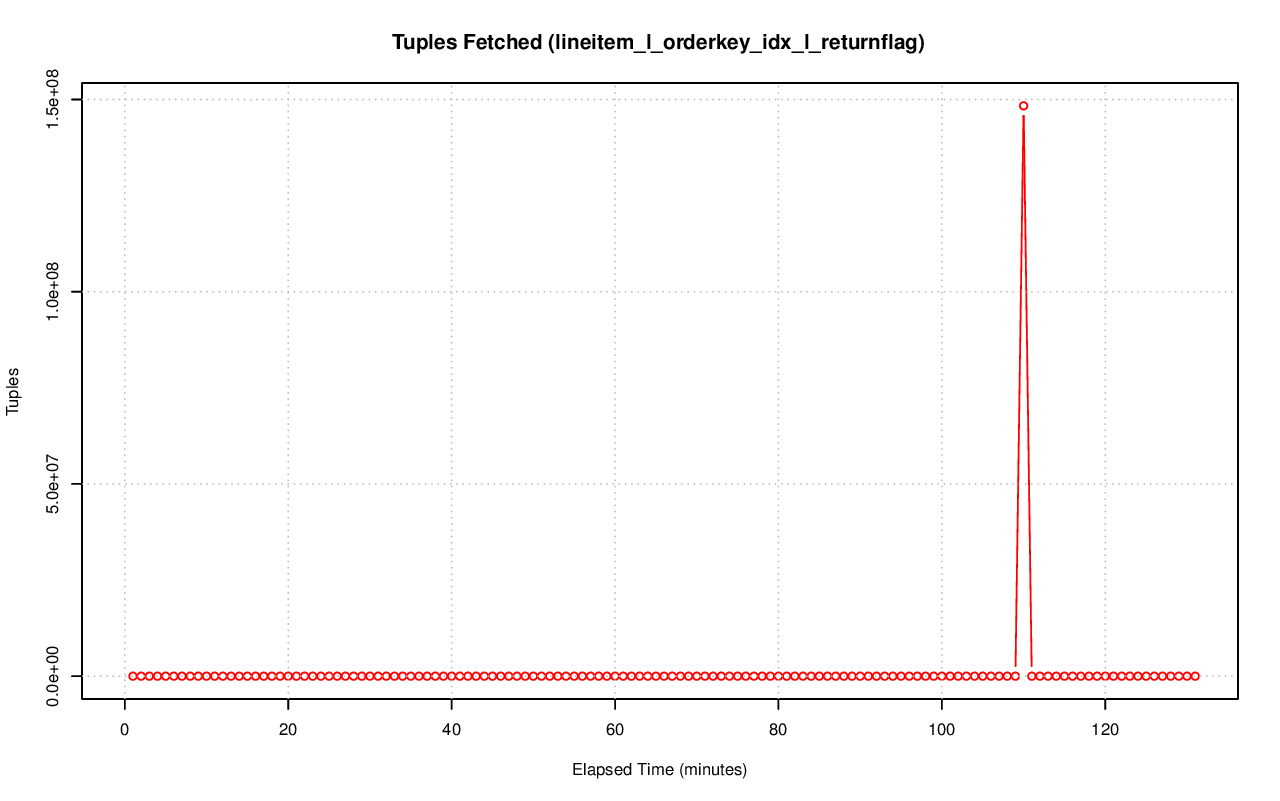 Tuples Fetched (lineitem_l_orderkey_idx_l_returnflag)
1.5e+08
1.0e+08
5.0e+07
0.0e+00
Tuples
0 20 40 60 80 100 120
Elapsed Time (minutes)